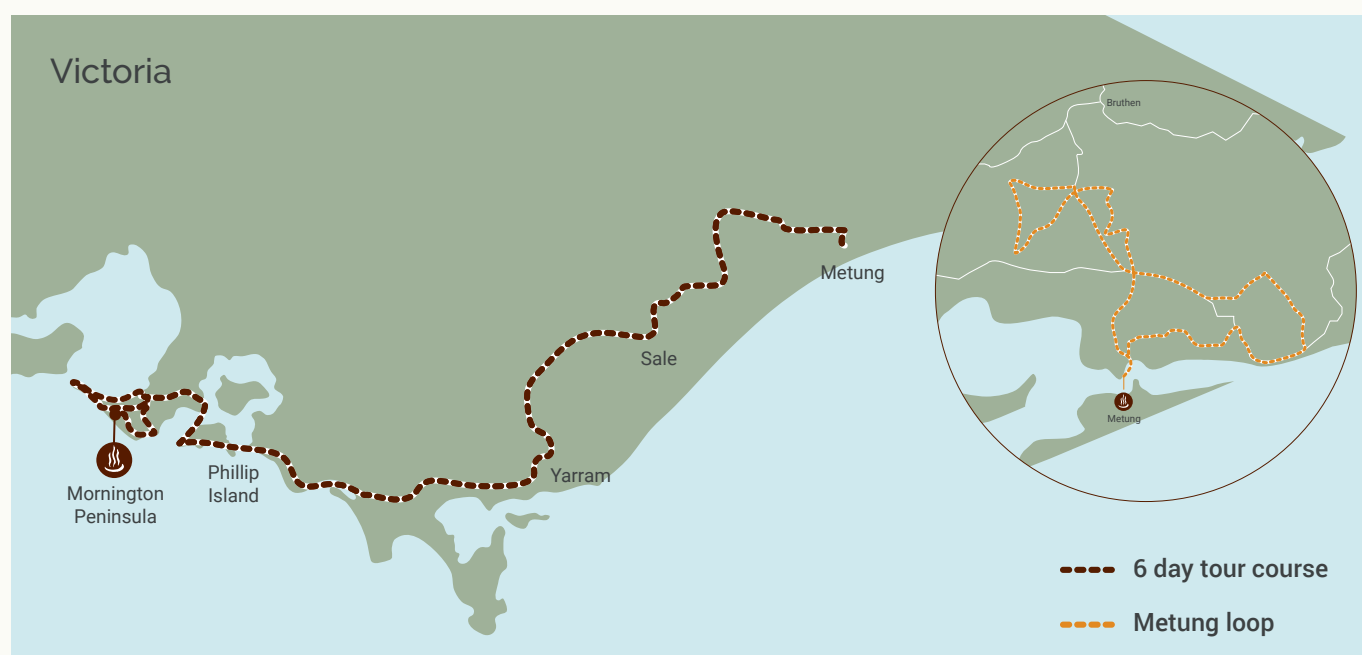 Victoria
Bruthen
Metung
Sale
Metung
Yarram
Phillip
Island
Mornington
Peninsula
6 day tour course
Metung loop